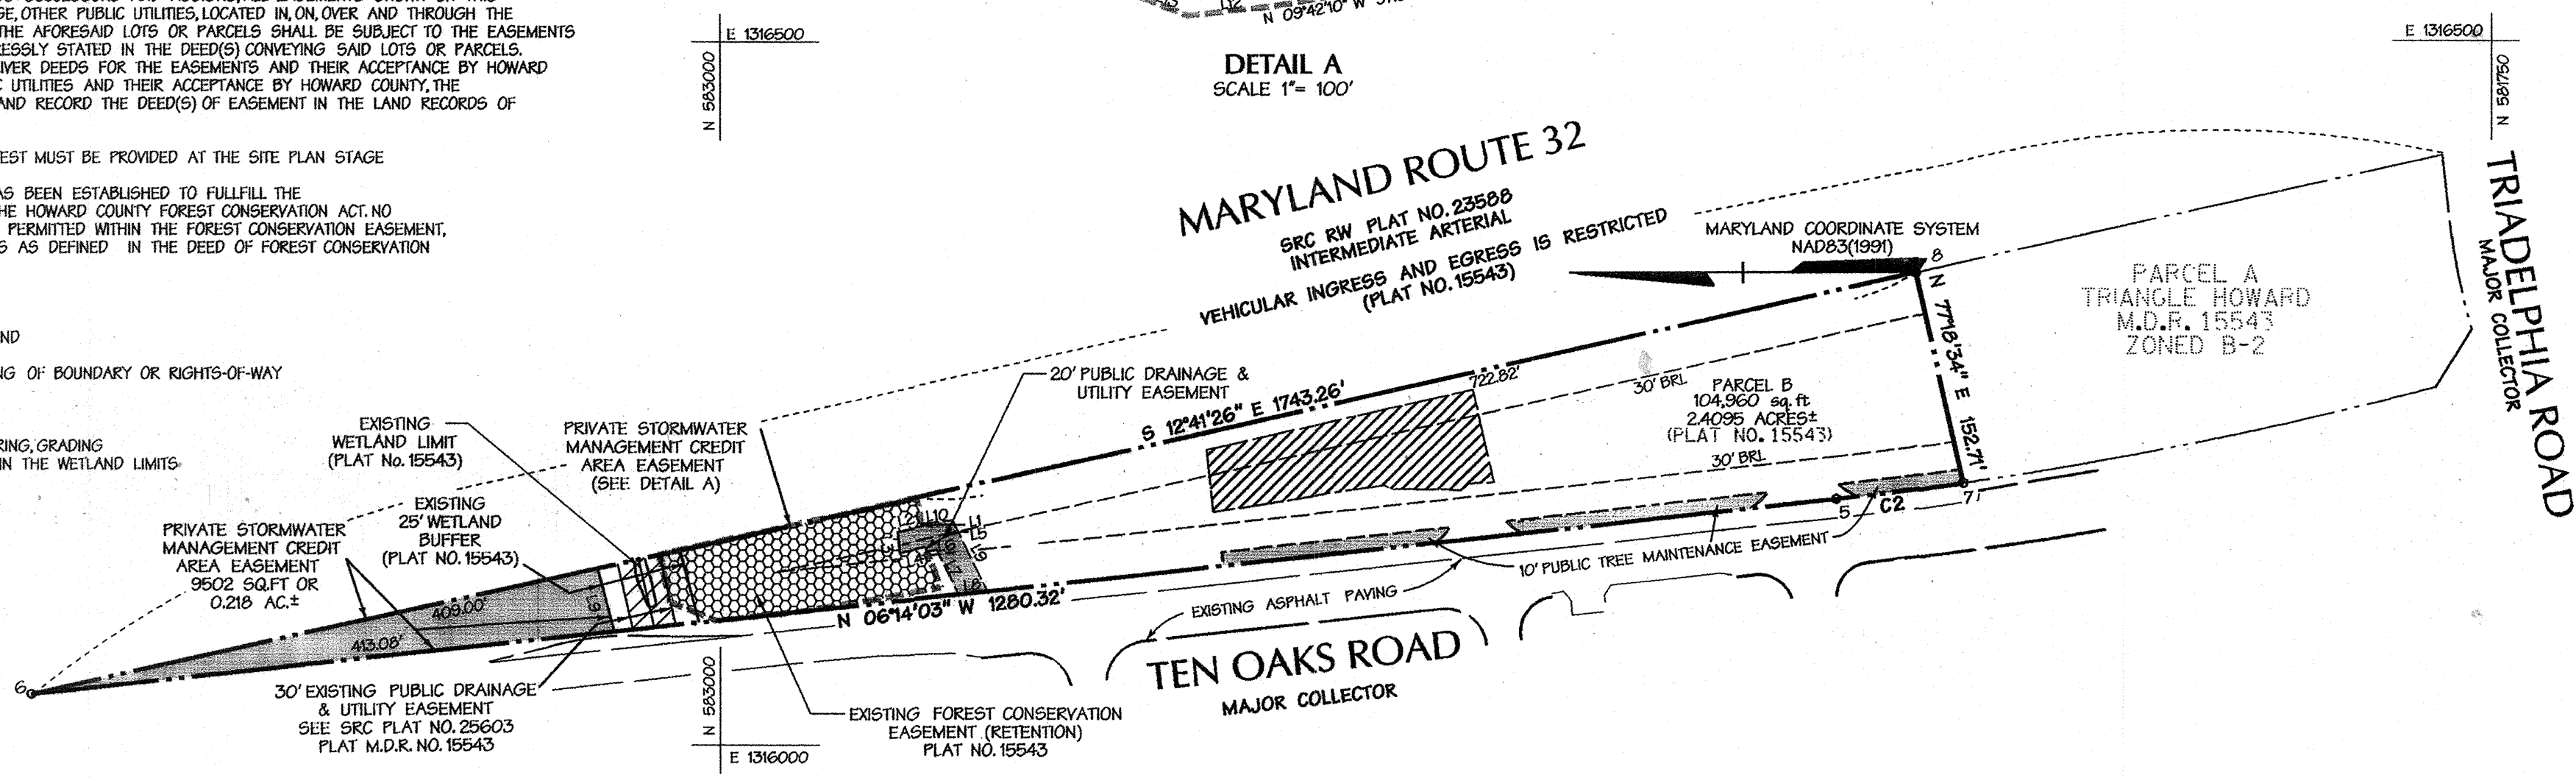 GE, OTHER PUBLIC UTILITIES, LOCATED IN, ON, OVER AND THROUGH THE
THE AFORESAID LOTS OR PARCELS SHALL BE SUBJECT TO THE EASEMENTS
RESSLY STATED IN THE DEED(S) CONVEYING SAID LOTS OR PARCELS.
IVER DEEDS FOR THE EASEMENTS AND THEIR ACCEPTANCE BY HOWARD
C UTILITIES AND THEIR ACCEPTANCE BY HOWARD COUNTY, THE
AND RECORD THE DEED(S) OF EASEMENT IN THE LAND RECORDS OF
EST MUST BE PROVIDED AT THE SITE PLAN STAGE
AS BEEN ESTABLISHED TO FULLFILL THE
HE HOWARD COUNTY FOREST CONSERVATION ACT. NO
PERMITTED WITHIN THE FOREST CONSERVATION EASEMENT,
S AS DEFINED IN THE DEED OF FOREST CONSERVATION
ND
NG OF BOUNDARY OR RIGHTS-OF-WAY
RING, GRADING
IN THE WETLAND LIMITS
E 1316500
N 583000
L12
N 09°42'10" W
DETAIL A
SCALE 1"= 100'
E 1316500
N 581850
MARYLAND ROUTE 32
SRC RW PLAT NO. 23588
INTERMEDIATE ARTERIAL
VEHICULAR INGRESS AND EGRESS IS RESTRICTED
(PLAT NO. 15543)
MARYLAND COORDINATE SYSTEM
NAD83(1991)
8
N 77°18'34" E 152.71'
PARCEL A
TRIANGLE HOWARD
M.D.R. 15543
ZONED B-2
TRIADELPHIA ROAD
MAJOR COLLECTOR
20' PUBLIC DRAINAGE &
UTILITY EASEMENT
S 12°41'26" E 1743.26'
722.82'
30' BRL
PARCEL B
104,960 sq.ft
2.4095 ACRES±
(PLAT NO. 15543)
30' BRL
EXISTING
WETLAND LIMIT
(PLAT No. 15543)
PRIVATE STORMWATER
MANAGEMENT CREDIT
AREA EASEMENT
(SEE DETAIL A)
EXISTING
25' WETLAND
BUFFER
(PLAT NO. 15543)
PRIVATE STORMWATER
MANAGEMENT CREDIT
AREA EASEMENT
9502 SQ.FT OR
0.218 AC.±
L10
L1
L5
5
C2
7
10' PUBLIC TREE MAINTENANCE EASEMENT
409.00'
413.08'
6
N 06°14'03" W 1280.32'
EXISTING ASPHALT PAVING
TEN OAKS ROAD
MAJOR COLLECTOR
30' EXISTING PUBLIC DRAINAGE
& UTILITY EASEMENT
SEE SRC PLAT NO. 25603
PLAT M.D.R. NO. 15543
N 583000
E 1316000
EXISTING FOREST CONSERVATION
EASEMENT (RETENTION)
PLAT NO. 15543